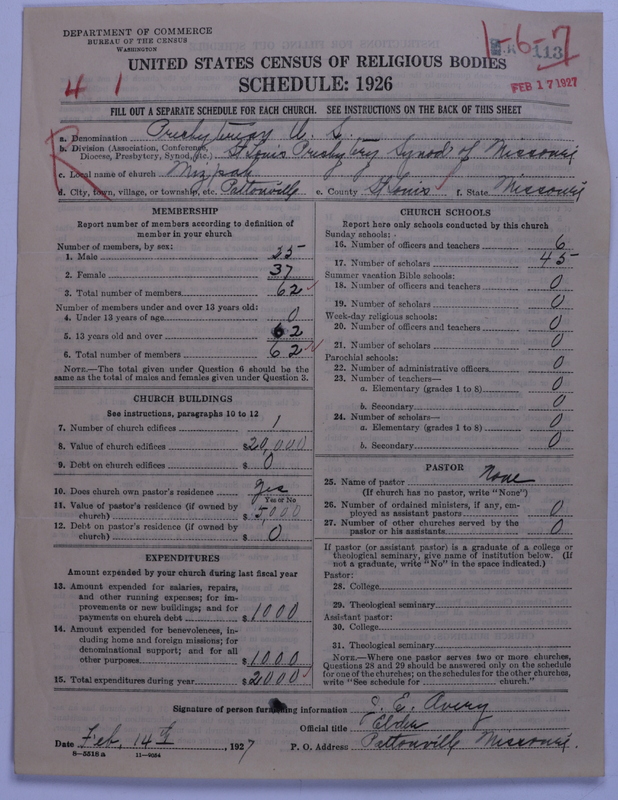 DEPARTMENT OF COMMERCE
BUREAU OF THE CENSUS
WASHINGTON
1-6-7
113
FEB 17 1927
4 1
UNITED STATES CENSUS OF RELIGIOUS BODIES
SCHEDULE: 1926
FILL OUT A SEPARATE SCHEDULE FOR EACH CHURCH. SEE INSTRUCTIONS ON THE BACK OF THIS SHEET
R
a. Denomination Presbyterian U. S.
b. Division (Association, Conference, Diocese, Presbytery, Synod, etc.) St Louis Presbytery Synod of Missouri
c. Local name of church Mizpah
d. City, town, village, or township, etc. Pattonville e. County St Louis f. State Missouri
MEMBERSHIP
Report number of members according to definition of
member in your church
Number of members, by sex:
1. Male 25
2. Female 37
3. Total number of members 62
Number of members under and over 13 years old:
4. Under 13 years of age 0
5. 13 years old and over 62
6. Total number of members 62
NOTE.—The total given under Question 6 should be the
same as the total of males and females given under Question 3.
CHURCH BUILDINGS
See instructions, paragraphs 10 to 12
7. Number of church edifices 1
8. Value of church edifices $20,000
9. Debt on church edifices $ 0
10. Does church own pastor's residence yes
Yes or No
11. Value of pastor's residence (if owned by
church) $ 5,000
12. Debt on pastor's residence (if owned by
church) $ 0
EXPENDITURES
Amount expended by your church during last fiscal year
13. Amount expended for salaries, repairs,
and other running expenses; for im-
provements or new buildings; and for
payments on church debt $ 1000
14. Amount expended for benevolences, in-
cluding home and foreign missions; for
denominational support; and for all
other purposes $ 1000
15. Total expenditures during year $ 2000
CHURCH SCHOOLS
Report here only schools conducted by this church
Sunday schools:
16. Number of officers and teachers 6
17. Number of scholars 45
Summer vacation Bible schools:
18. Number of officers and teachers 0
19. Number of scholars 0
Week-day religious schools:
20. Number of officers and teachers 0
21. Number of scholars 0
Parochial schools:
22. Number of administrative officers 0
23. Number of teachers—
a. Elementary (grades 1 to 8) 0
b. Secondary 0
24. Number of scholars—
a. Elementary (grades 1 to 8) 0
b. Secondary 0
PASTOR
25. Name of pastor None
(If church has no pastor, write "None")
26. Number of ordained ministers, if any, em-
ployed as assistant pastors 0
27. Number of other churches served by the
pastor or his assistants 0
If pastor (or assistant pastor) is a graduate of a college or
theological seminary, give name of institution below. (If
not a graduate, write "No" in the space indicated.)
Pastor:
28. College
29. Theological seminary
Assistant pastor:
30. College
31. Theological seminary
NOTE.—Where one pastor serves two or more churches,
Questions 28 and 29 should be answered only on the schedule
for one of the churches; on the schedules for the other churches,
write "See schedule for church."
Signature of person furnishing information E. E. Avery
Official title Elder
Date Feb. 14th, 1927 P. O. Address Pattonville Missouri.
8-5518a 11-9084